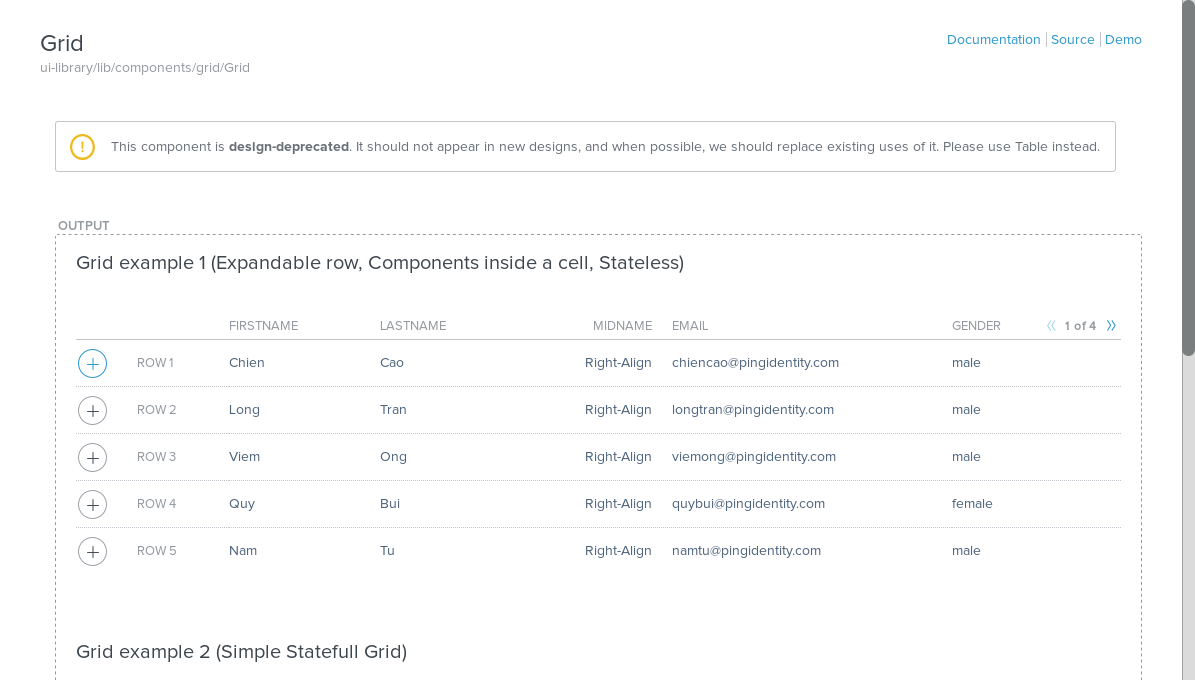 Grid
Documentation Source Demo
ui-library/lib/components/grid/Grid
This component is design-deprecated. It should not appear in new designs, and when possible, we should replace existing uses of it. Please use Table instead.
OUTPUT
Grid example 1 (Expandable row, Components inside a cell, Stateless)
FIRSTNAME LASTNAME MIDNAME EMAIL GENDER 1 of 4
ROW 1 Chien Cao Right-Align chiencao@pingidentity.com male
ROW 2 Long Tran Right-Align longtran@pingidentity.com male
ROW 3 Viem Ong Right-Align viemong@pingidentity.com male
ROW 4 Quy Bui Right-Align quybui@pingidentity.com female
ROW 5 Nam Tu Right-Align namtu@pingidentity.com male
Grid example 2 (Simple Statefull Grid)